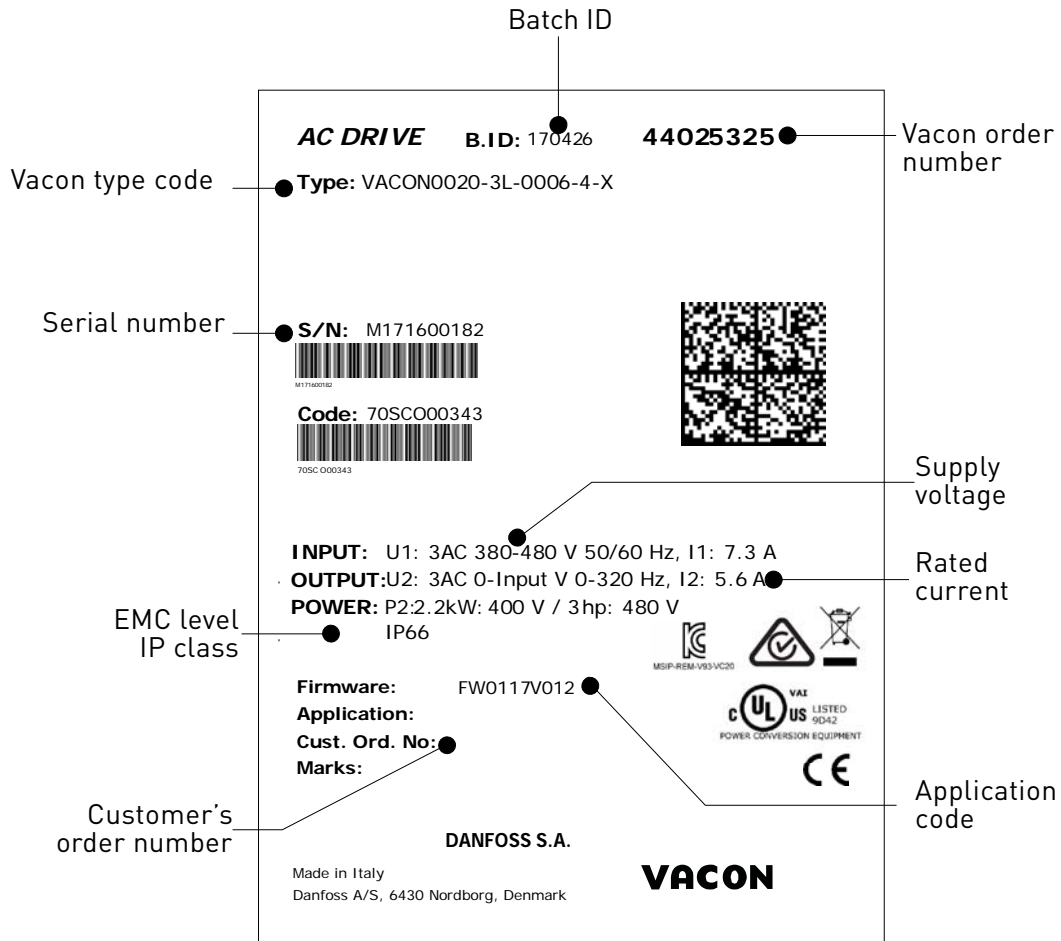 Batch ID
AC DRIVE B.ID: 170426 44025325
Vacon order
number
Vacon type code
Type: VACON0020-3L-0006-4-X
Serial number
S/N: M171600182
M171600182
Code: 70SCO00343
70SC O00343
Supply
voltage
INPUT: U1: 3AC 380-480 V 50/60 Hz, I1: 7.3 A
OUTPUT:U2: 3AC 0-Input V 0-320 Hz, I2: 5.6 A
Rated
current
POWER: P2:2.2kW: 400 V / 3hp: 480 V
IP66
EMC level
IP class
MSIP-REM-V93-VC20
Firmware: FW0117V012
Application:
Cust. Ord. No:
Marks:
VAI
C UL US LISTED
9D42
POWER CONVERSION EQUIPMENT
CE
Application
code
Customer's
order number
DANFOSS S.A.
Made in Italy
Danfoss A/S, 6430 Nordborg, Denmark
VACON